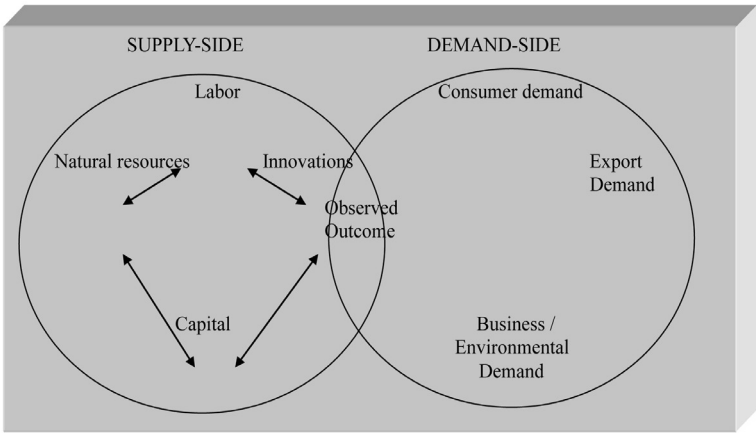 SUPPLY-SIDE
DEMAND-SIDE
Labor
Consumer demand
Natural resources
Innovations
Export
Demand
Observed
Outcome
Capital
Business /
Environmental
Demand